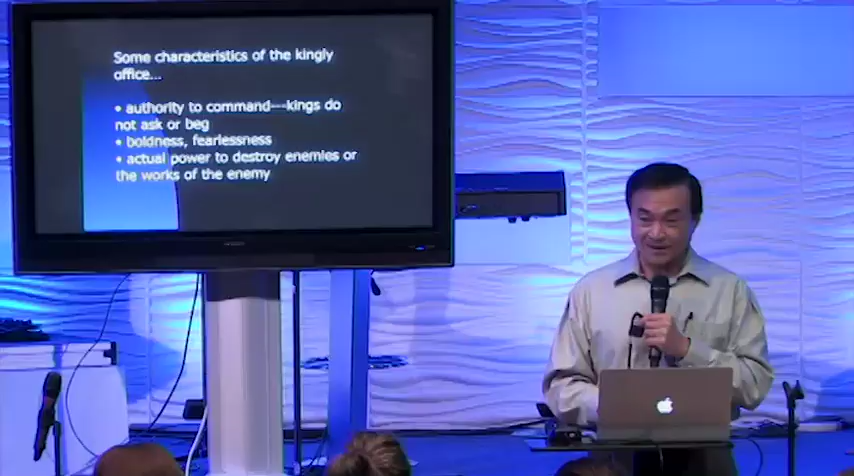 Some characteristics of the kingly
office...
• authority to command---kings do
not ask or beg
• boldness, fearlessness
• actual power to destroy enemies or
the works of the enemy